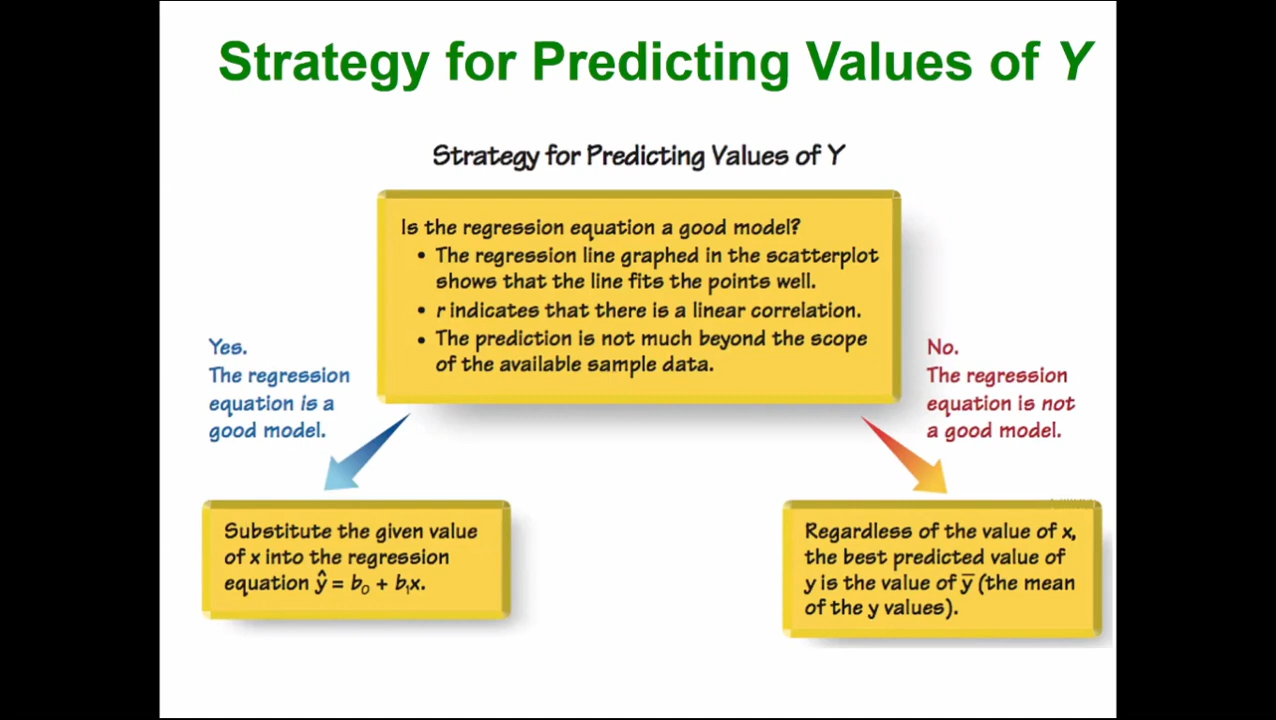 Strategy for Predicting Values of Y
Strategy for Predicting Values of Y
Is the regression equation a good model?
• The regression line graphed in the scatterplot
shows that the line fits the points well.
• r indicates that there is a linear correlation.
• The prediction is not much beyond the scope
of the available sample data.
Yes.
The regression
equation is a
good model.
No.
The regression
equation is not
a good model.
Substitute the given value
of x into the regression
equation ŷ = b₀ + b₁x.
Regardless of the value of x,
the best predicted value of
y is the value of y̅ (the mean
of the y values).